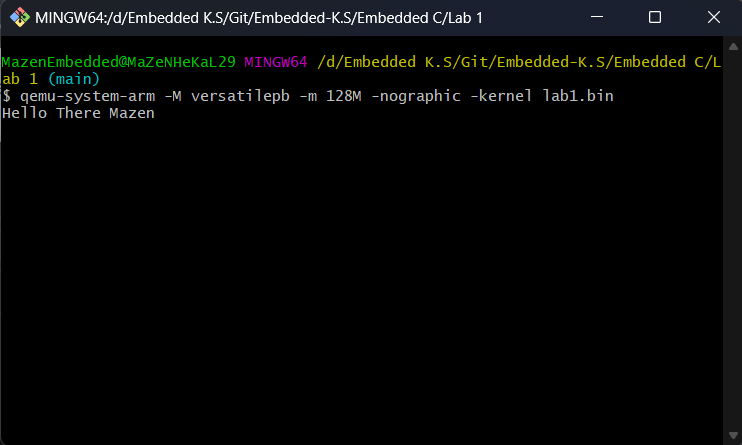 MINGW64:/d/Embedded K.S/Git/Embedded-K.S/Embedded C/Lab 1
MazenEmbedded@MaZeNHeKaL29 MINGW64 /d/Embedded K.S/Git/Embedded-K.S/Embedded C/L
ab 1 (main)
$ qemu-system-arm -M versatilepb -m 128M -nographic -kernel lab1.bin
Hello There Mazen